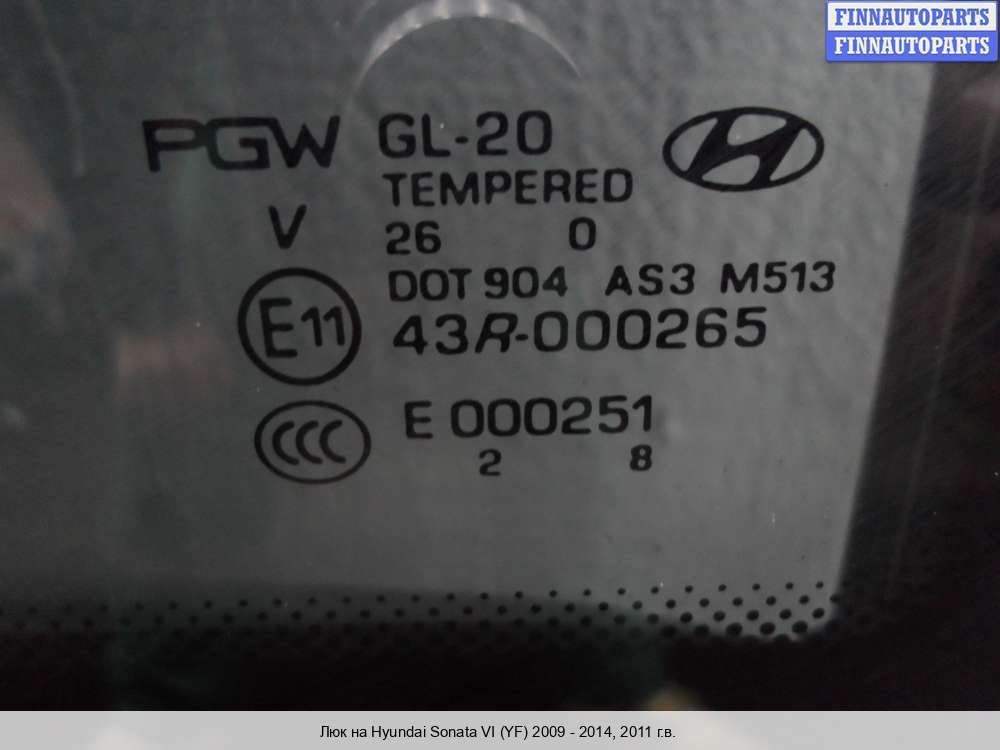 FINNAUTOPARTS
FINNAUTOPARTS
PGW GL-20
TEMPERED
V 26 0
DOT 904 AS3 M513
E11 43R-000265
CCC E 000251
2 8
Люк на Hyundai Sonata VI (YF) 2009 - 2014, 2011 г.в.